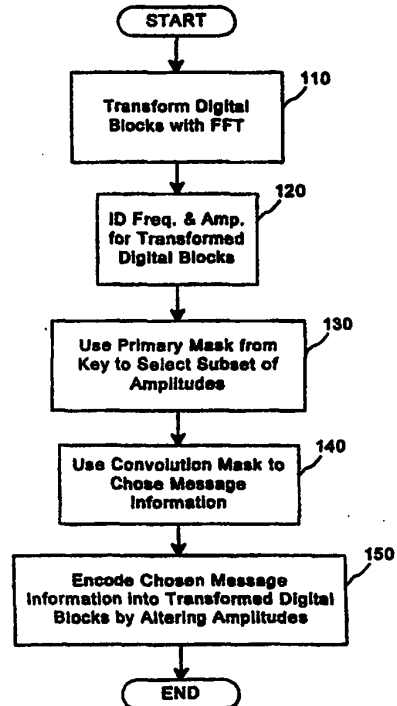 START
110
Transform Digital
Blocks with FFT
120
ID Freq. & Amp.
for Transformed
Digital Blocks
130
Use Primary Mask from
Key to Select Subset of
Amplitudes
140
Use Convolution Mask to
Chose Message
Information
150
Encode Chosen Message
Information into Transformed Digital
Blocks by Altering Amplitudes
END